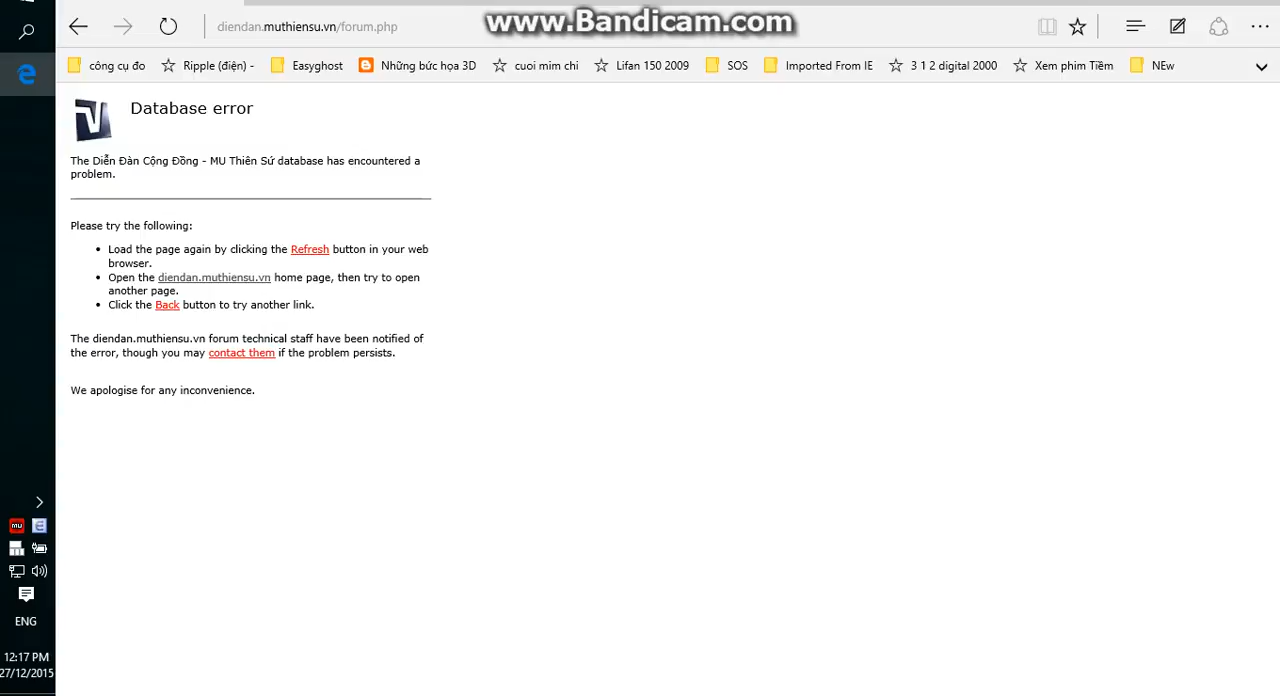 www.Bandicam.com
diendan.muthiensu.vn/forum.php
công cụ đo Ripple (điện) - Easyghost Những bức họa 3D cuoi mim chi Lifan 150 2009 SOS Imported From IE 3 1 2 digital 2000 Xem phim Tiềm NEw
Database error
The Diễn Đàn Cộng Đồng - MU Thiên Sứ database has encountered a
problem.
Please try the following:
• Load the page again by clicking the Refresh button in your web
browser.
• Open the diendan.muthiensu.vn home page, then try to open
another page.
• Click the Back button to try another link.
The diendan.muthiensu.vn forum technical staff have been notified of
the error, though you may contact them if the problem persists.
We apologise for any inconvenience.
MU
ENG
12:17 PM
27/12/2015